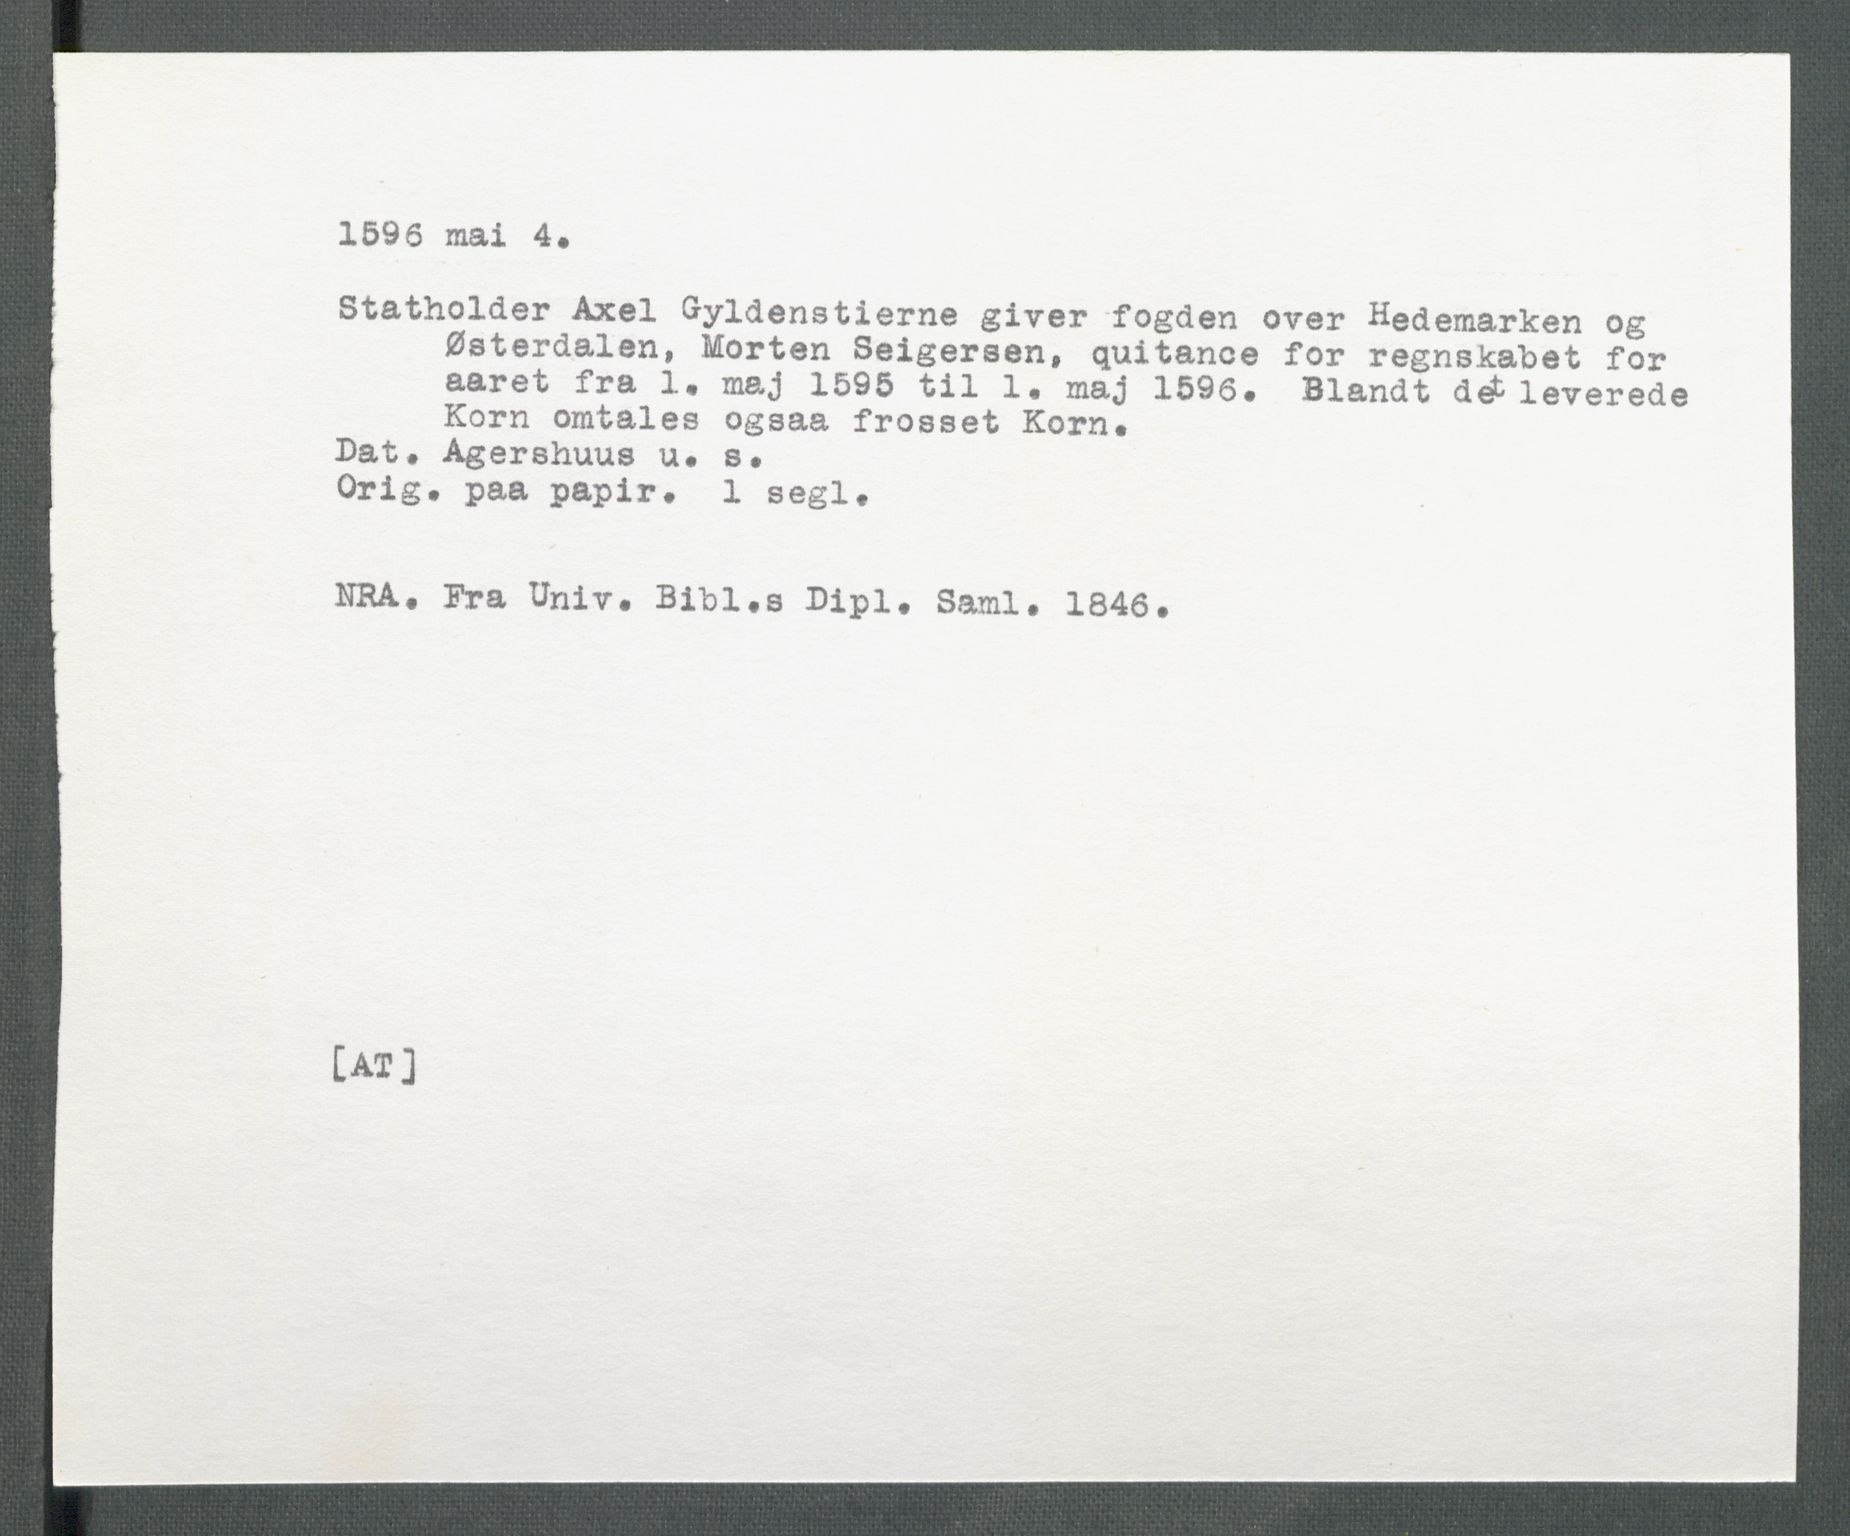 1596 mai 4.
Statholder Axel Gyldenstierne giver fogden over Hedemarken og
Østerdalen, Morten Seigersen, quitance for regnskabet for
aaret fra 1. maj 1595 til 1. maj 1596. Blandt det leverede
Korn omtales ogsaa frosset Korn.
Dat. Agershuus u. s.
Orig. paa papir. 1 segl.
NRA. Fra Univ. Bibl.s Dipl. Saml. 1846.
[AT]